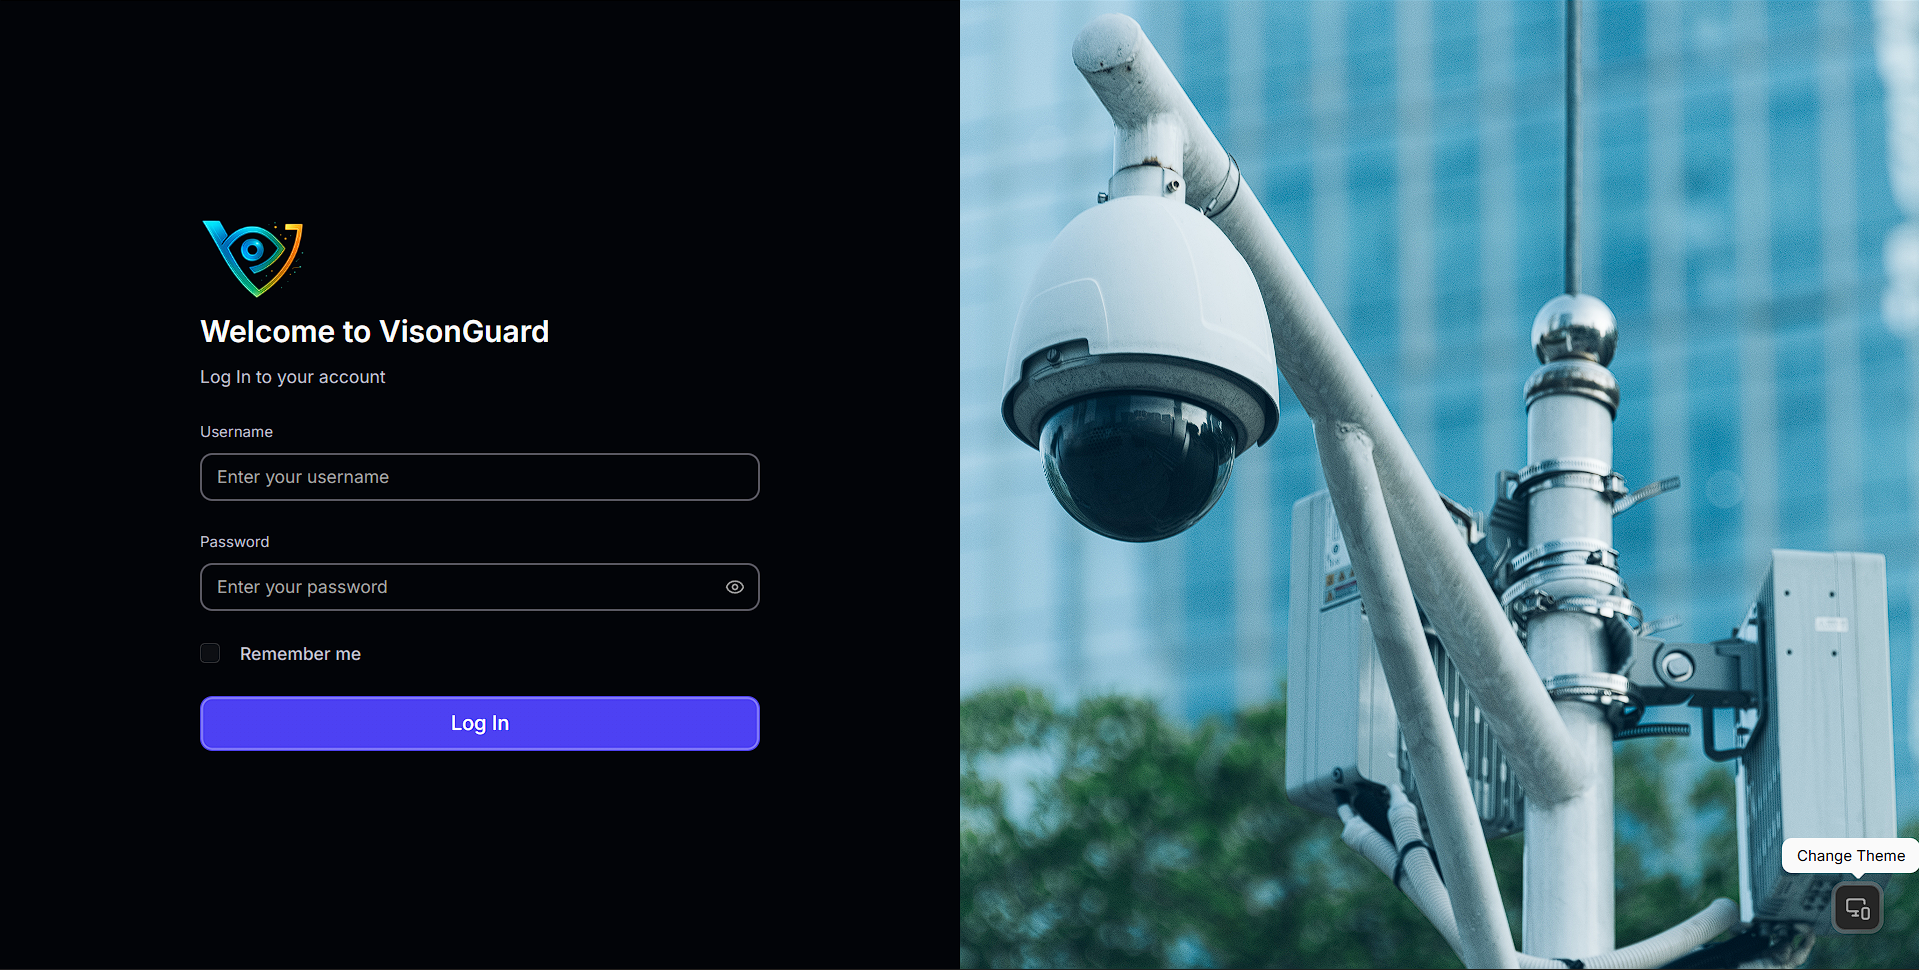 Welcome to VisonGuard
Log In to your account
Username
Enter your username
Password
Enter your password
Remember me
Log In
Change Theme